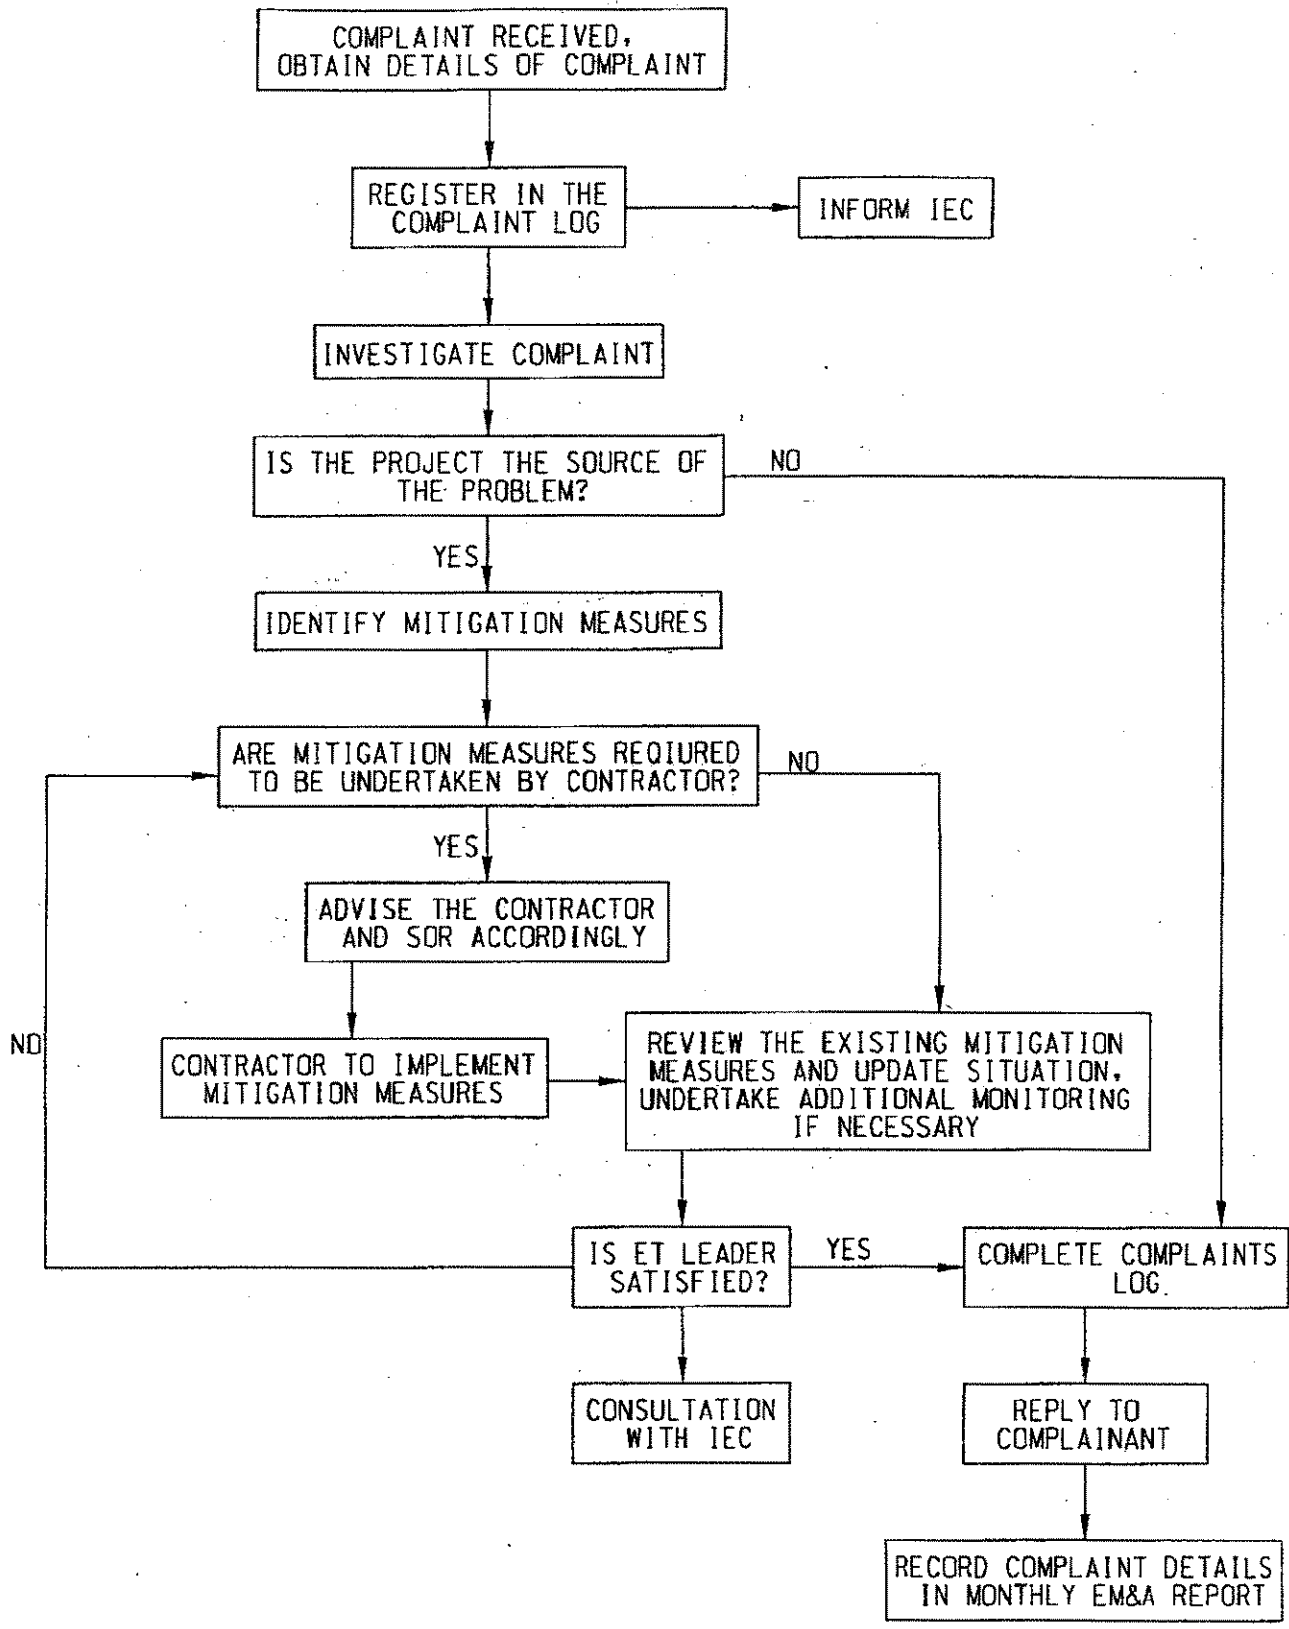 COMPLAINT RECEIVED,
OBTAIN DETAILS OF COMPLAINT
REGISTER IN THE
COMPLAINT LOG
INFORM IEC
INVESTIGATE COMPLAINT
IS THE PROJECT THE SOURCE OF
THE PROBLEM?
NO
YES
IDENTIFY MITIGATION MEASURES
ARE MITIGATION MEASURES REQIURED
TO BE UNDERTAKEN BY CONTRACTOR?
NO
YES
ADVISE THE CONTRACTOR
AND SOR ACCORDINGLY
NO
CONTRACTOR TO IMPLEMENT
MITIGATION MEASURES
REVIEW THE EXISTING MITIGATION
MEASURES AND UPDATE SITUATION,
UNDERTAKE ADDITIONAL MONITORING
IF NECESSARY
IS ET LEADER
SATISFIED?
YES
COMPLETE COMPLAINTS
LOG.
CONSULTATION
WITH IEC
REPLY TO
COMPLAINANT
RECORD COMPLAINT DETAILS
IN MONTHLY EM&A REPORT